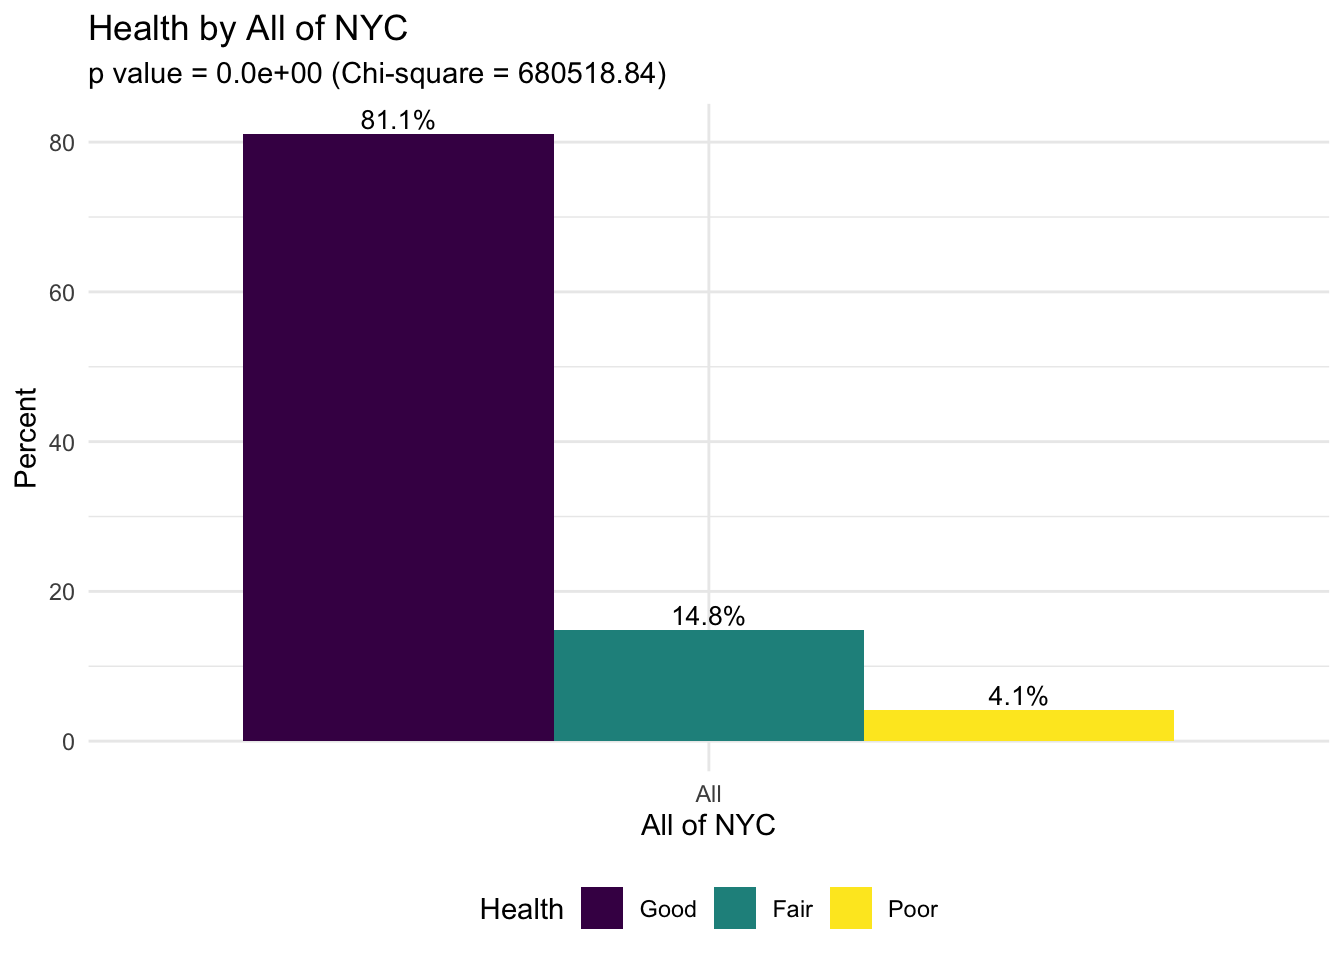 Health by All of NYC
p value = 0.0e+00 (Chi-square = 680518.84)
81.1%
14.8%
4.1%
80
60
40
20
0
Percent
All
All of NYC
Health Good Fair Poor